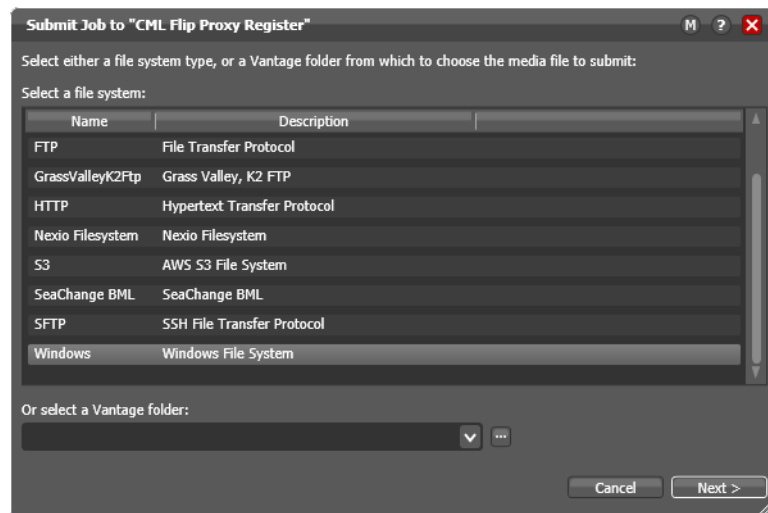 Submit Job to "CML Flip Proxy Register"
M ?
Select either a file system type, or a Vantage folder from which to choose the media file to submit:
Select a file system:
Name Description
FTP File Transfer Protocol
GrassValleyK2Ftp Grass Valley, K2 FTP
HTTP Hypertext Transfer Protocol
Nexio Filesystem Nexio Filesystem
S3 AWS S3 File System
SeaChange BML SeaChange BML
SFTP SSH File Transfer Protocol
Windows Windows File System
Or select a Vantage folder:
...
Cancel Next >